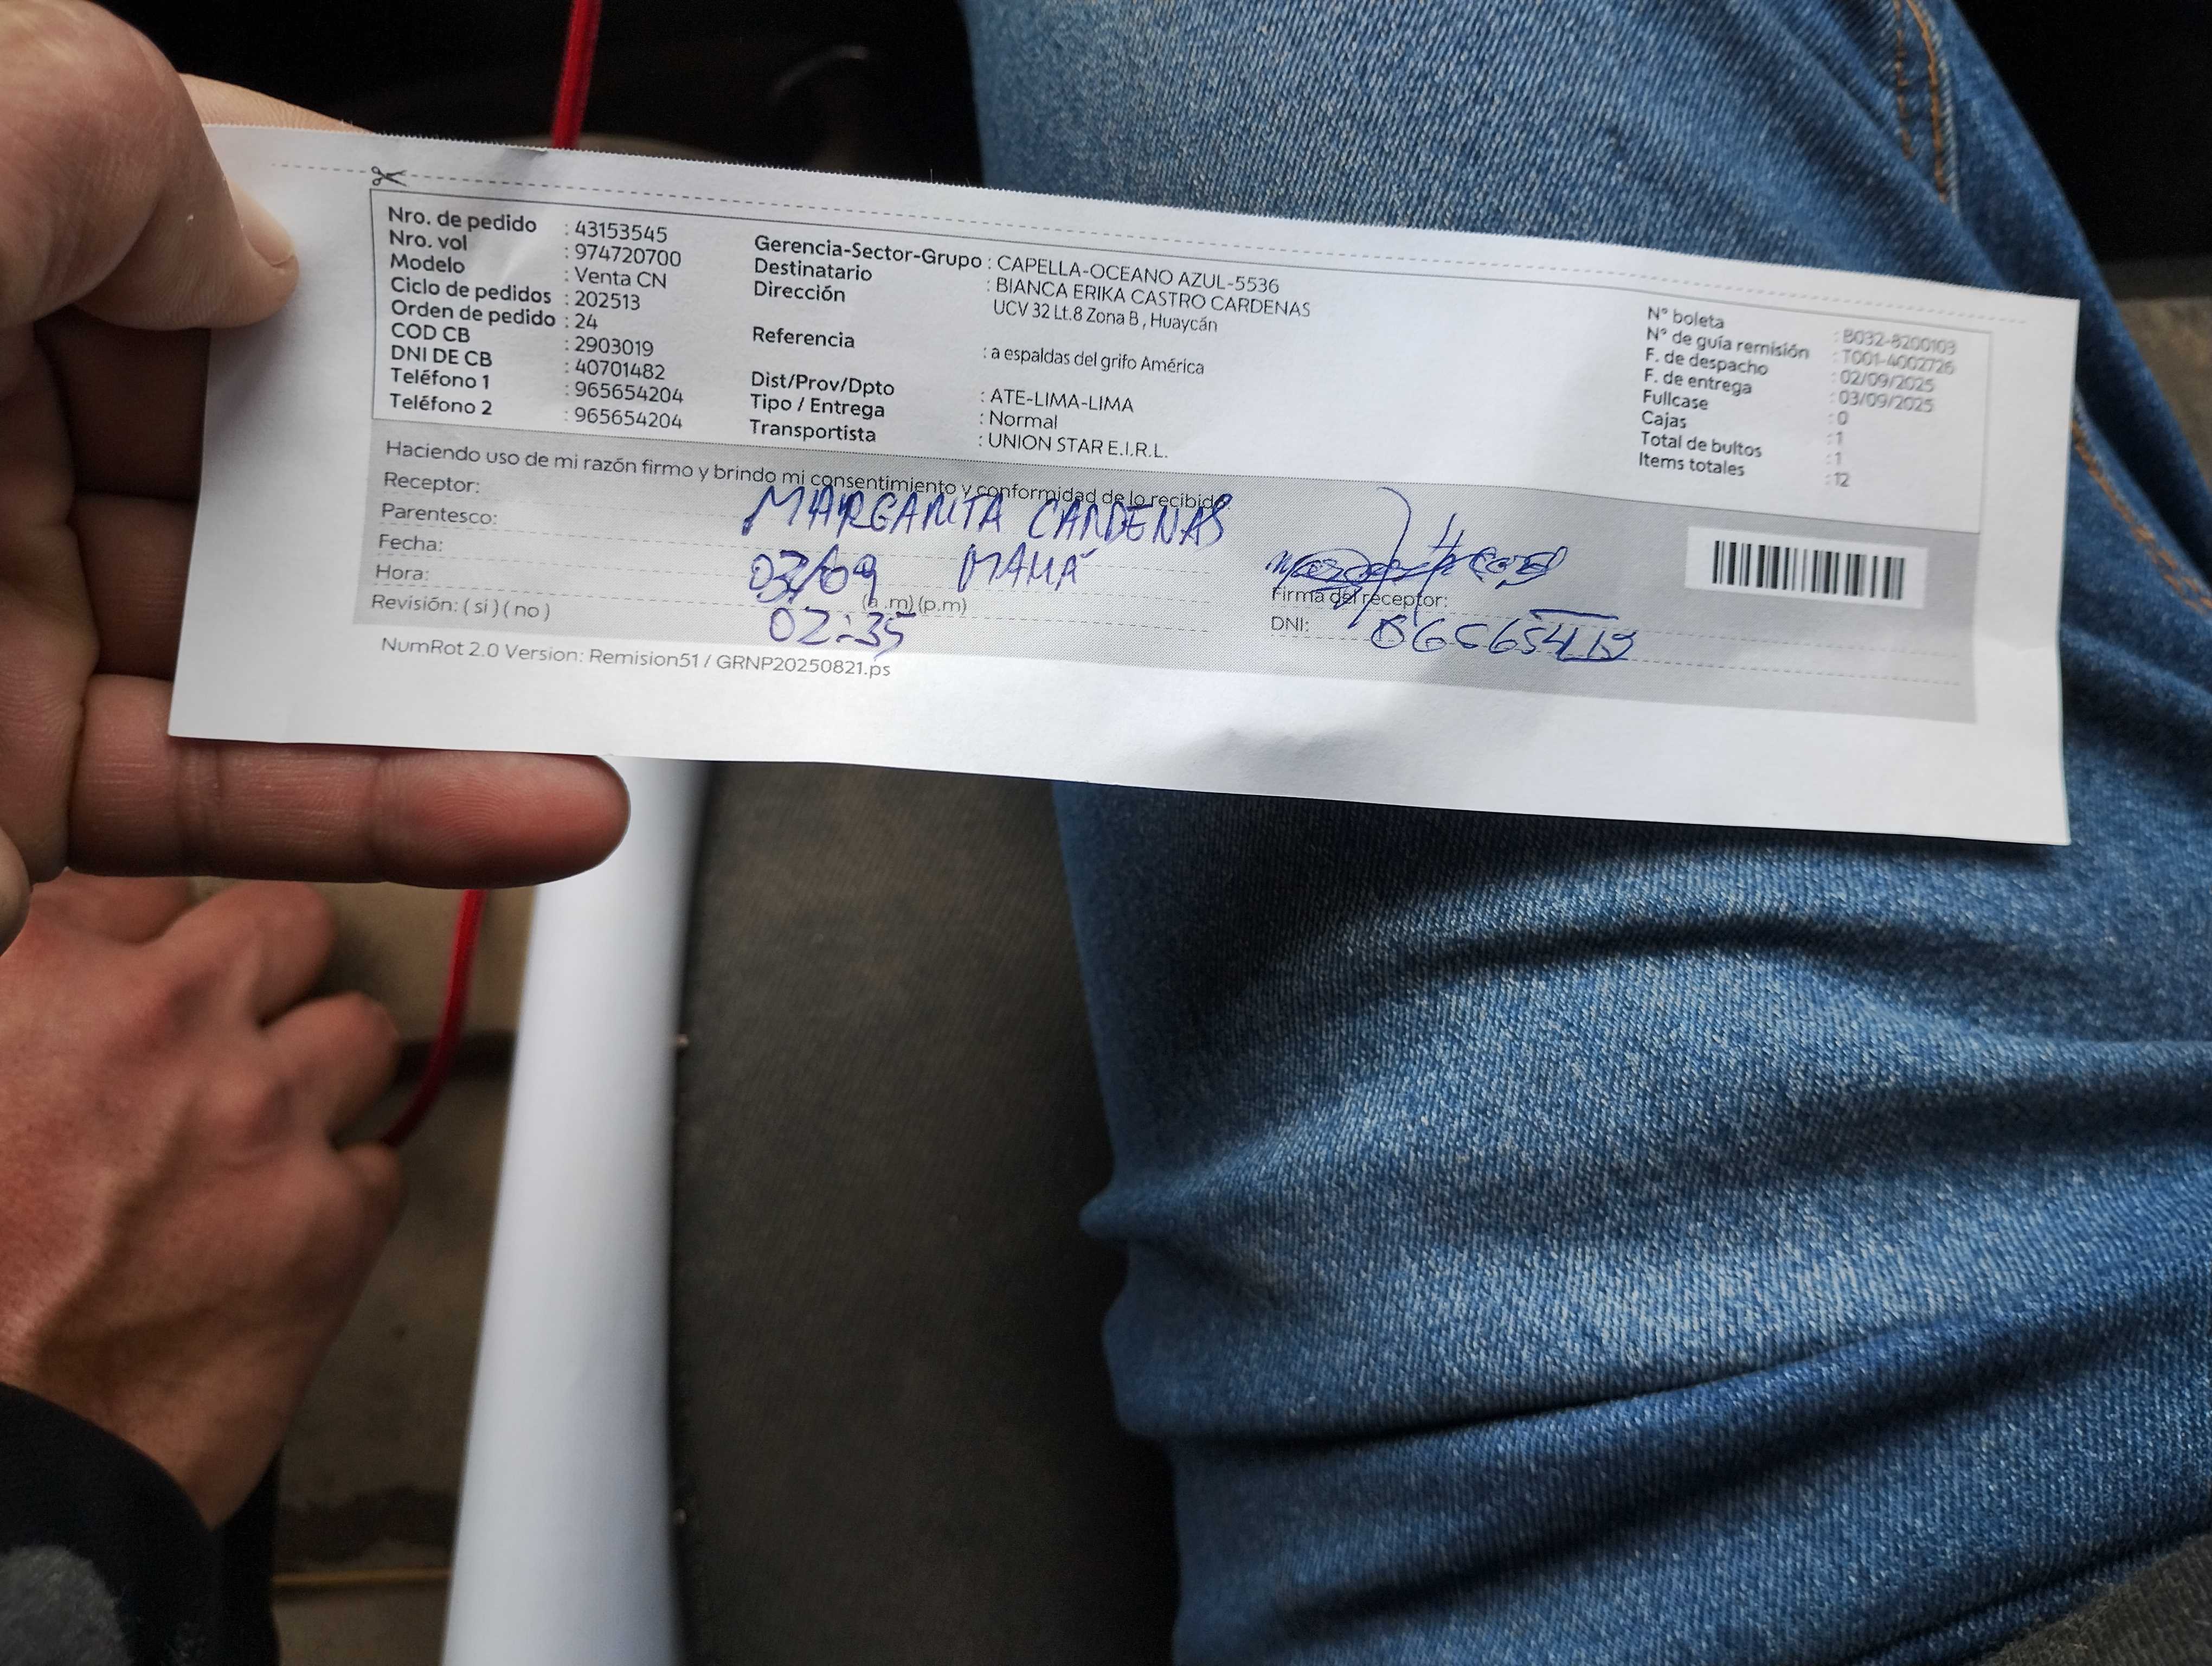 Nro. de pedido : 43153545
Nro. vol : 974720700
Modelo : Venta CN
Ciclo de pedidos : 202513
Orden de pedido : 24
COD CB : 2903019
DNI DE CB : 40701482
Teléfono 1 : 965654204
Teléfono 2 : 965654204
Gerencia-Sector-Grupo : CAPELLA-OCEANO AZUL-5536
Destinatario : BIANCA ERIKA CASTRO CARDENAS
Dirección UCV 32 Lt.8 Zona B , Huaycán
Referencia : a espaldas del grifo América
Dist/Prov/Dpto : ATE-LIMA-LIMA
Tipo / Entrega : Normal
Transportista : UNION STAR E.I.R.L.
N° boleta : B032-8200103
N° de guía remisión : T001-4002726
F. de despacho : 02/09/2025
F. de entrega : 03/09/2025
Fullcase : 0
Cajas : 1
Total de bultos : 1
Items totales : 12
Haciendo uso de mi razón firmo y brindo mi consentimiento y conformidad de lo recibido
Receptor: MARGARITA CARDENAS
Parentesco: MAMÁ
Fecha: 03/09
Hora: (a .m) (p.m) 02:35
Revisión: ( si ) ( no )
Firma del receptor:
DNI:
NumRot 2.0 Version: Remision51 / GRNP20250821.ps